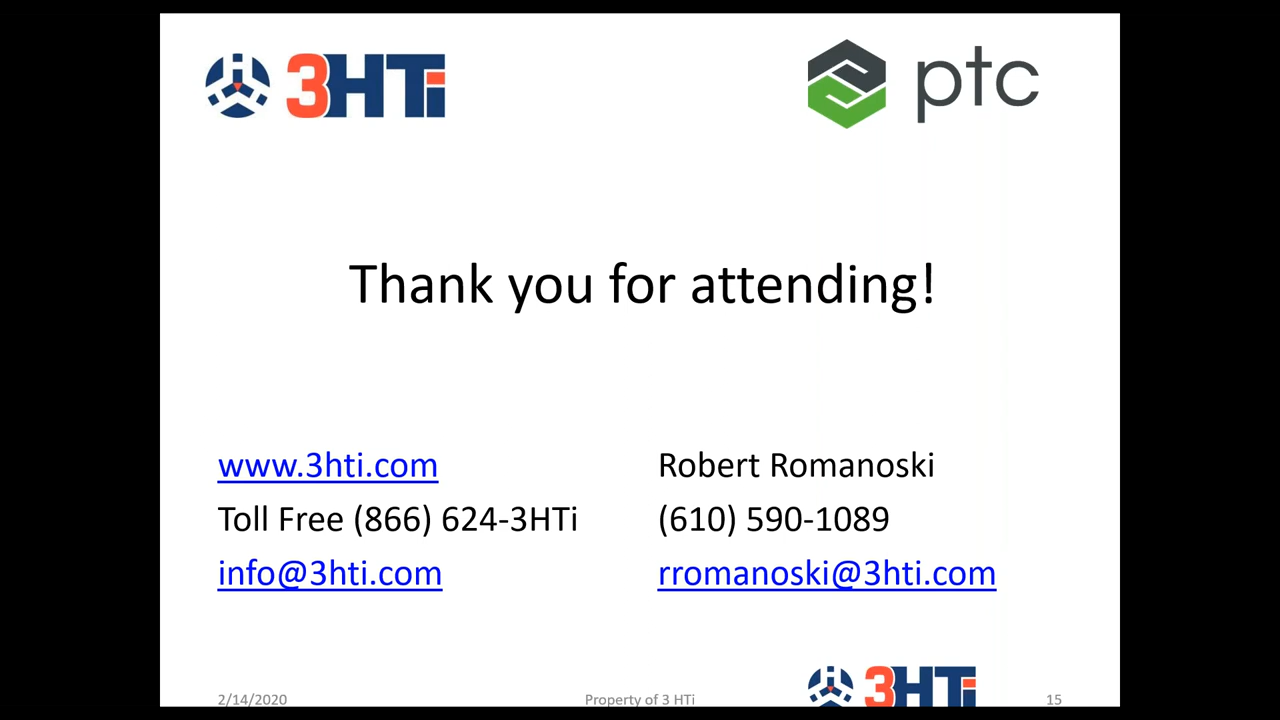 3HTi
ptc
Thank you for attending!
www.3hti.com
Toll Free (866) 624-3HTi
info@3hti.com
Robert Romanoski
(610) 590-1089
rromanoski@3hti.com
2/14/2020
Property of 3 HTi
3HTi
15